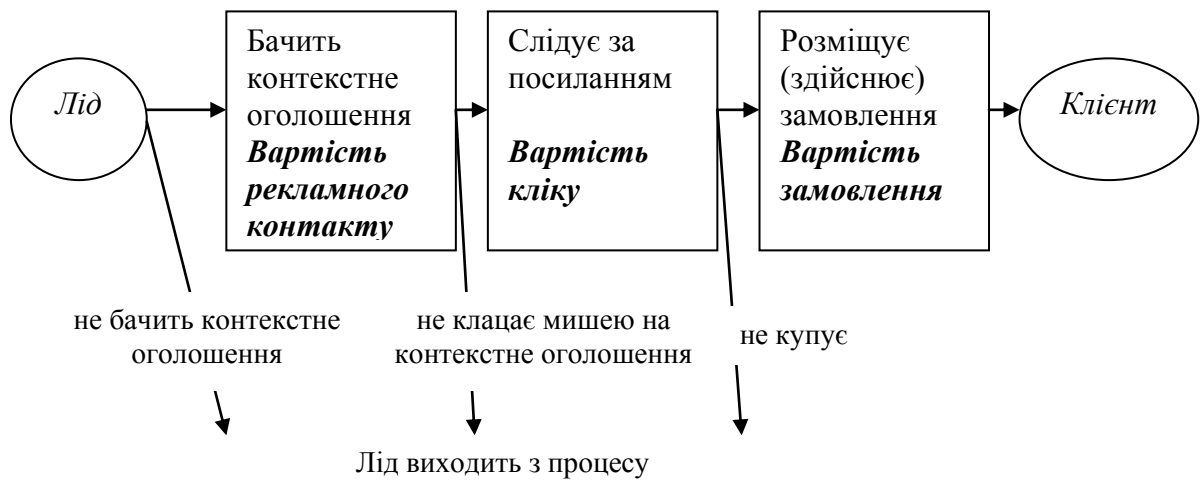 Лід
Бачить
контекстне
оголошення
Вартість
рекламного
контакту
Слідує за
посиланням
Вартість
кліку
Розміщує
(здійснює)
замовлення
Вартість
замовлення
Клієнт
не бачить контекстне
оголошення
не клацає мишею на
контекстне оголошення
не купує
Лід виходить з процесу